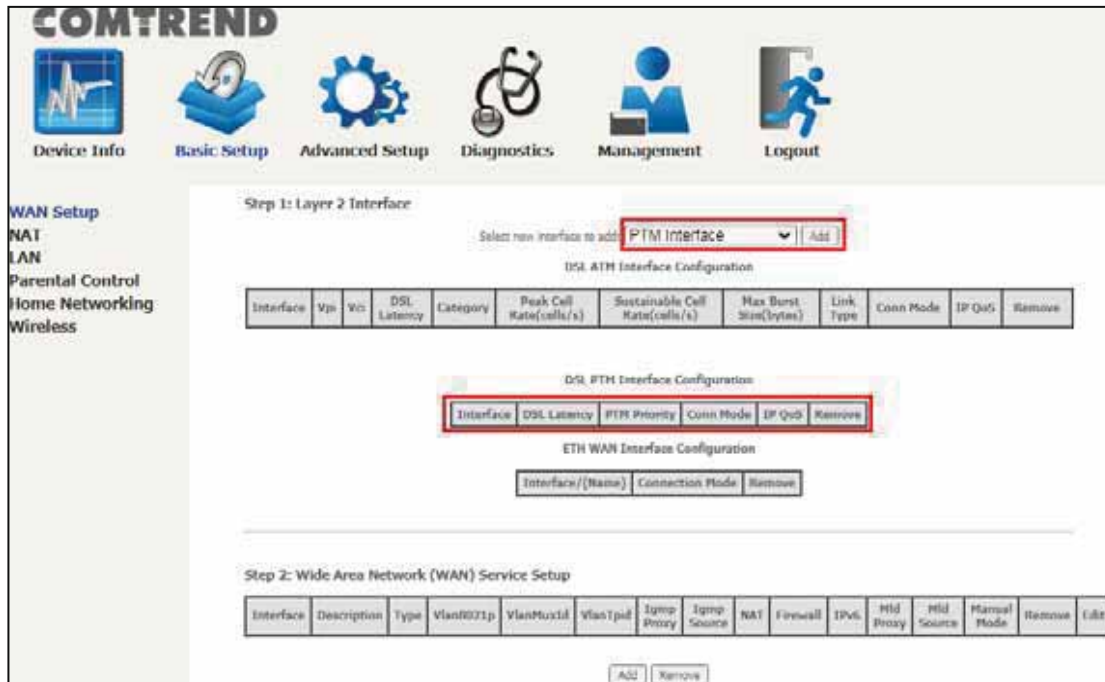 COMTREND
Device Info Basic Setup Advanced Setup Diagnostics Management Logout
WAN Setup
NAT
LAN
Parental Control
Home Networking
Wireless
Step 1: Layer 2 Interface
Select new interface to add: PTM Interface Add
DSL ATM Interface Configuration
Interface Vpi Vci DSL Latency Category Peak Cell Rate(cells/s) Sustainable Cell Rate(cells/s) Max Burst Size(bytes) Link Type Conn Mode IP QoS Remove
DSL PTM Interface Configuration
Interface DSL Latency PTM Priority Conn Mode IP QoS Remove
ETH WAN Interface Configuration
Interface/(Name) Connection Mode Remove
Step 2: Wide Area Network (WAN) Service Setup
Interface Description Type Vlan8021p VlanMuxId VlanTpid Igmp Proxy Igmp Source NAT Firewall IPv6 Mld Proxy Mld Source Manual Mode Remove Edit
Add Remove